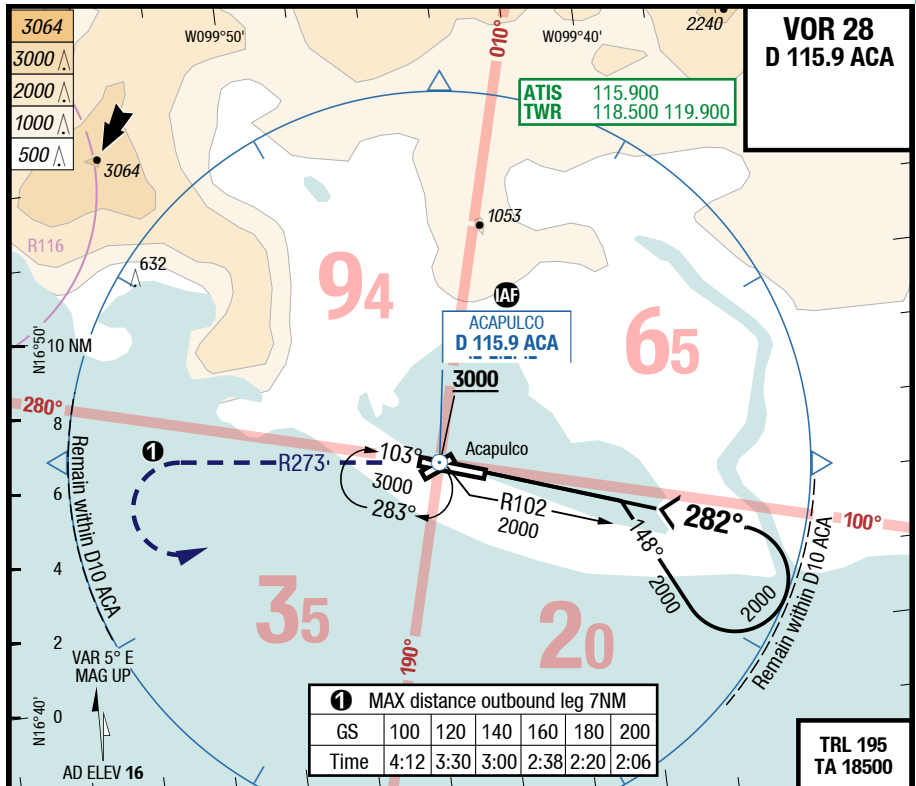 3064
3000
2000
1000
500
W099°50'
010°
W099°40'
2240
VOR 28
D 115.9 ACA
ATIS 115.900
TWR 118.500 119.900
3064
1053
R116
632
94
IAF
ACAPULCO
D 115.9 ACA
65
N16°50'
10 NM
3000
280°
8
Remain within D10 ACA
1
R273
103°
3000
283°
Acapulco
R102
2000
282°
100°
6
148°
2000
2000
Remain within D10 ACA
4
35
20
2
190°
VAR 5° E
MAG UP
N16°40'
0
AD ELEV 16
1 MAX distance outbound leg 7NM
GS 100 120 140 160 180 200
Time 4:12 3:30 3:00 2:38 2:20 2:06
TRL 195
TA 18500